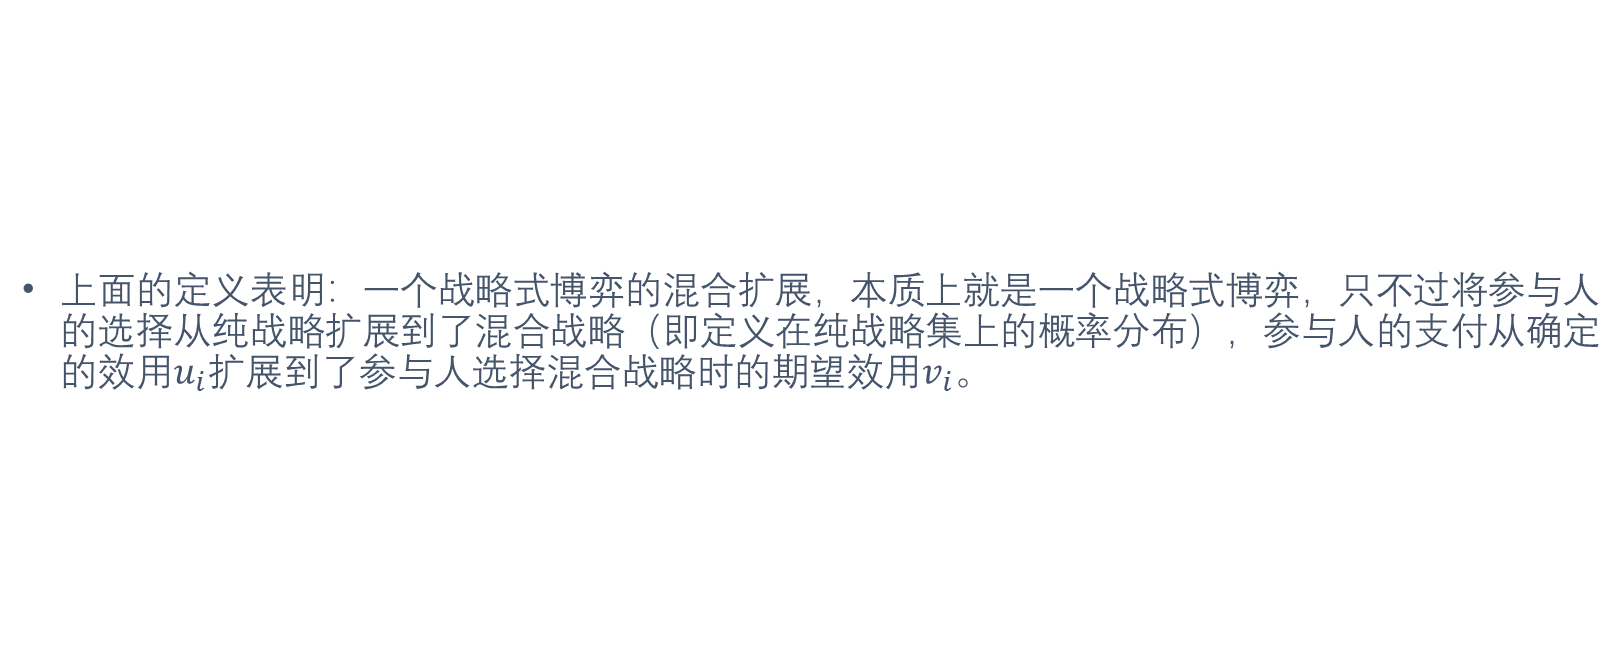 • 上面的定义表明：一个战略式博弈的混合扩展，本质上就是一个战略式博弈，只不过将参与人
的选择从纯战略扩展到了混合战略（即定义在纯战略集上的概率分布），参与人的支付从确定
的效用𝑢ᵢ扩展到了参与人选择混合战略时的期望效用𝑣ᵢ。